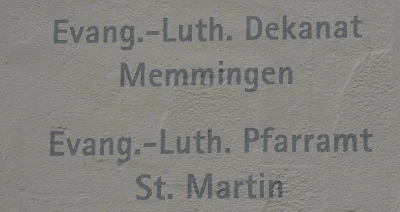 Evang.-Luth. Dekanat
Memmingen
Evang.-Luth. Pfarramt
St. Martin